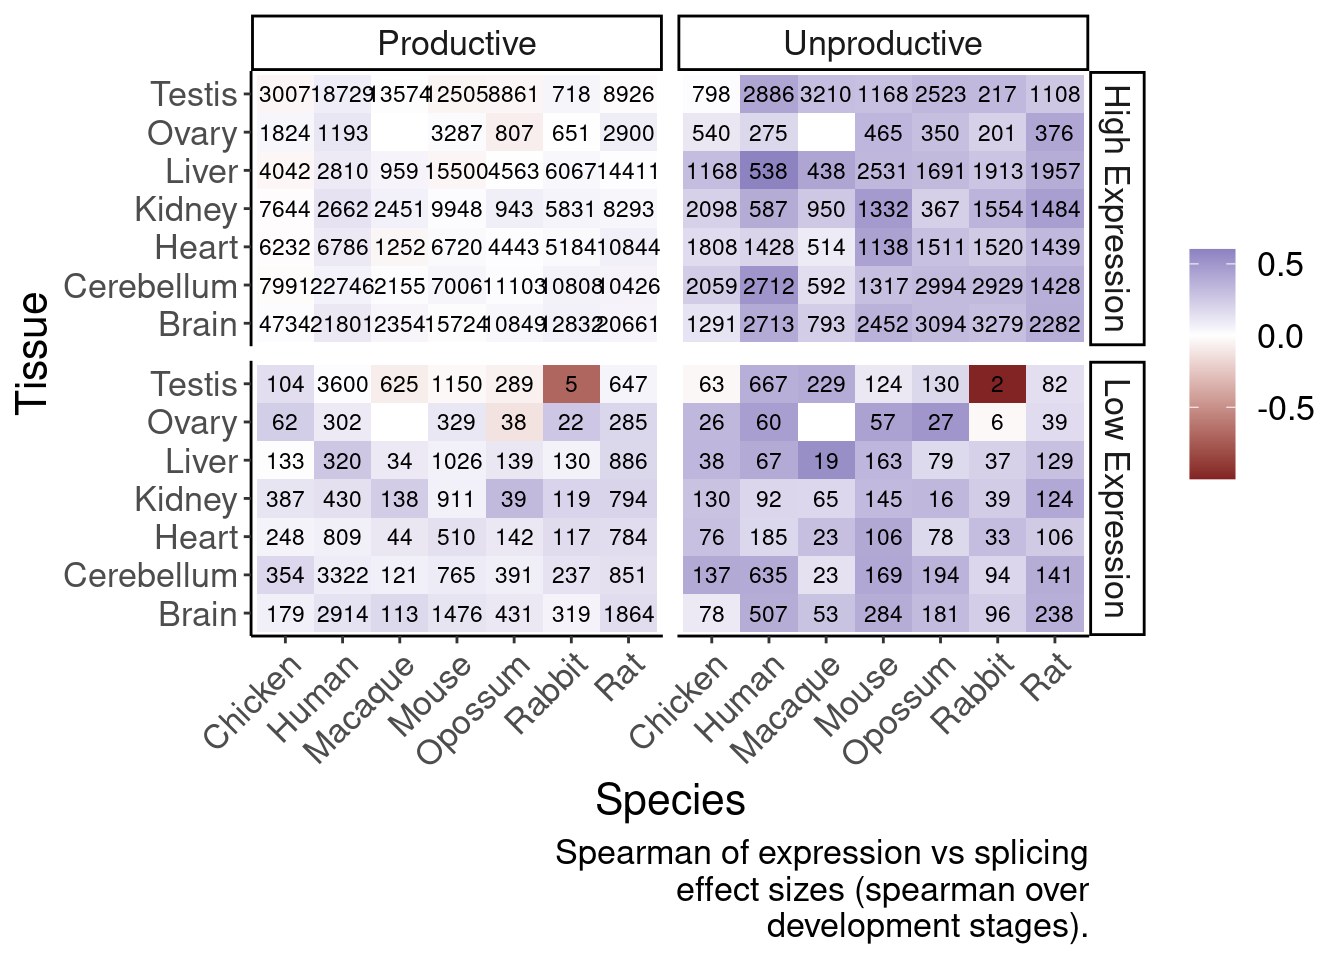 Productive Unproductive
Testis 3007 18729 13574 12505 8861 718 8926 798 2886 3210 1168 2523 217 1108
Ovary 1824 1193 3287 807 651 2900 540 275 465 350 201 376
Liver 4042 2810 959 15500 4563 6067 14411 1168 538 438 2531 1691 1913 1957
Kidney 7644 2662 2451 9948 943 5831 8293 2098 587 950 1332 367 1554 1484
Heart 6232 6786 1252 6720 4443 5184 10844 1808 1428 514 1138 1511 1520 1439
Cerebellum 7991 22746 2155 7006 11103 10808 10426 2059 2712 592 1317 2994 2929 1428
Brain 4734 21801 2354 15724 10849 12832 20661 1291 2713 793 2452 3094 3279 2282
High Expression
Testis 104 3600 625 1150 289 5 647 63 667 229 124 130 2 82
Ovary 62 302 329 38 22 285 26 60 57 27 6 39
Liver 133 320 34 1026 139 130 886 38 67 19 163 79 37 129
Kidney 387 430 138 911 39 119 794 130 92 65 145 16 39 124
Heart 248 809 44 510 142 117 784 76 185 23 106 78 33 106
Cerebellum 354 3322 121 765 391 237 851 137 635 23 169 194 94 141
Brain 179 2914 113 1476 431 319 1864 78 507 53 284 181 96 238
Low Expression
Tissue
Chicken Human Macaque Mouse Opossum Rabbit Rat Chicken Human Macaque Mouse Opossum Rabbit Rat
Species
0.5
0.0
-0.5
Spearman of expression vs splicing
effect sizes (spearman over
development stages).